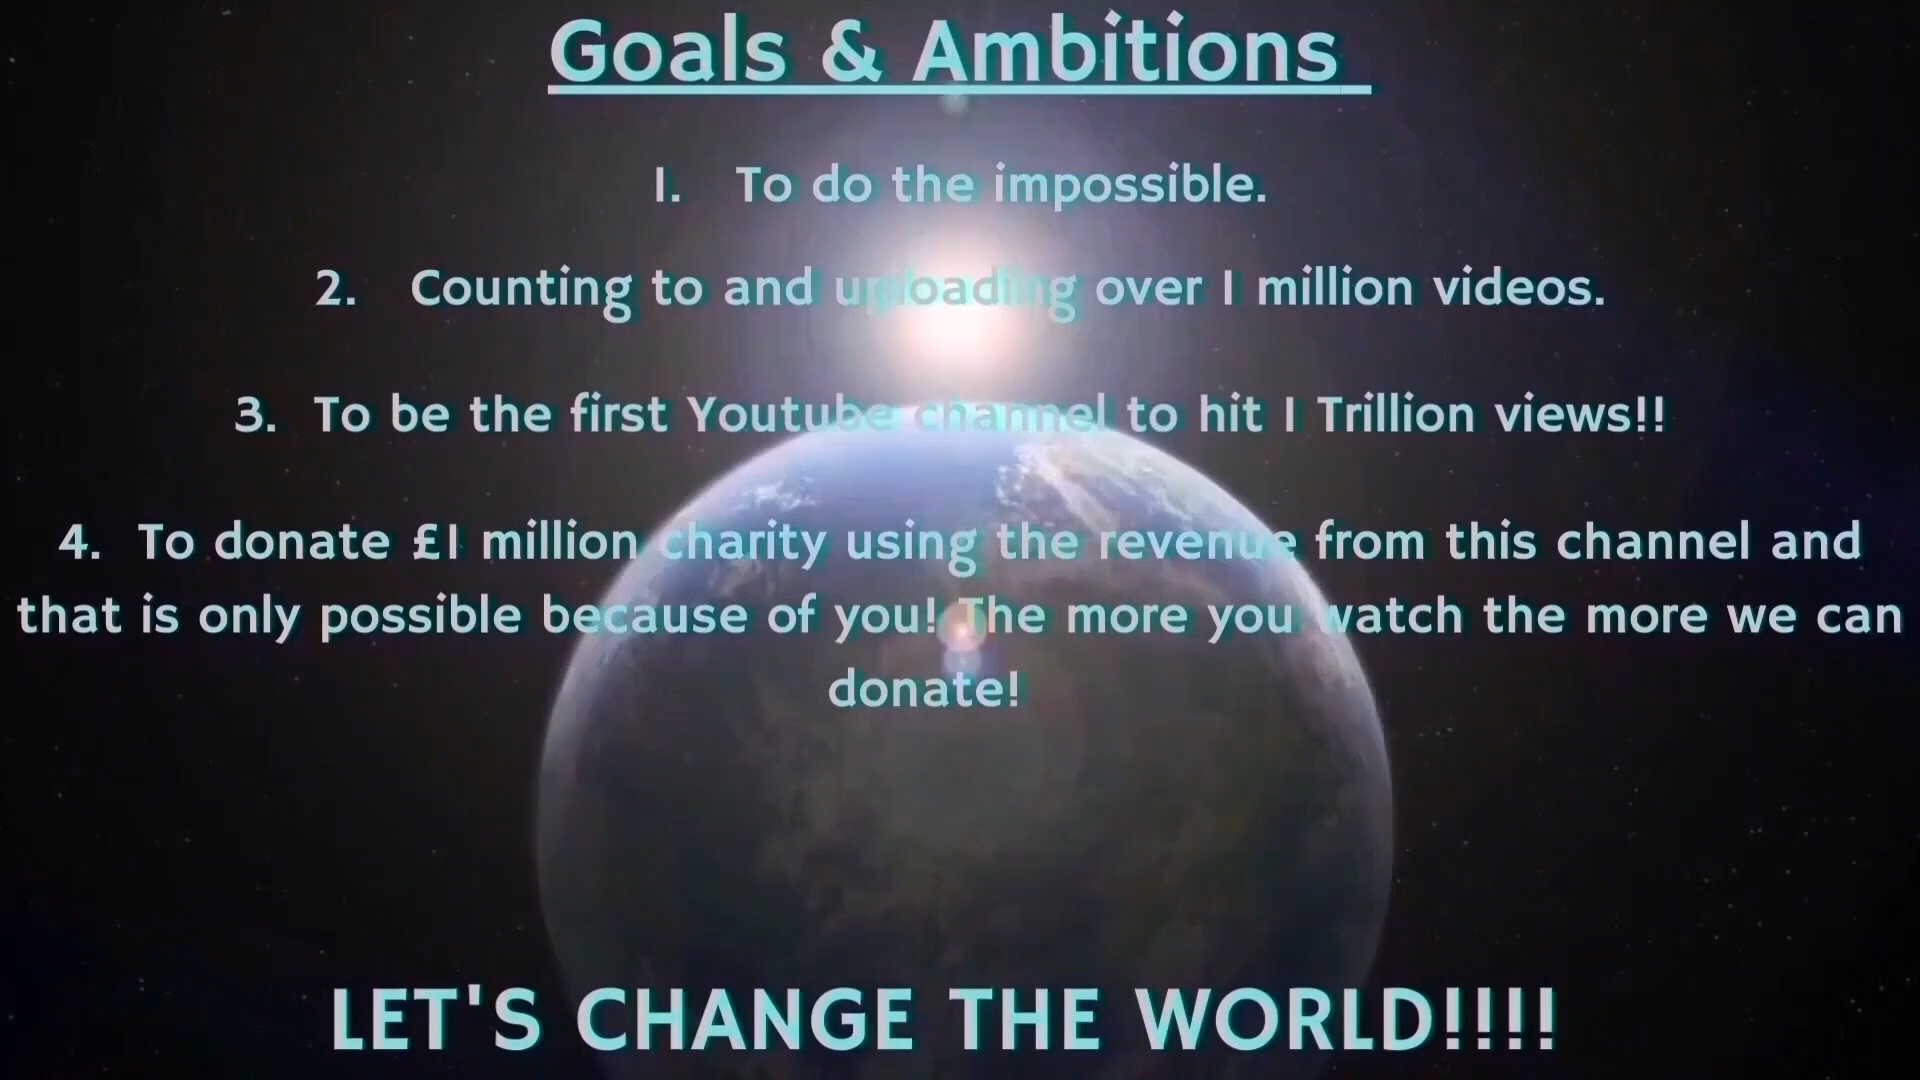 Goals & Ambitions
1. To do the impossible.
2. Counting to and uploading over 1 million videos.
3. To be the first Youtube channel to hit 1 Trillion views!!
4. To donate £1 million charity using the revenue from this channel and
that is only possible because of you! The more you watch the more we can
donate!
LET'S CHANGE THE WORLD!!!!